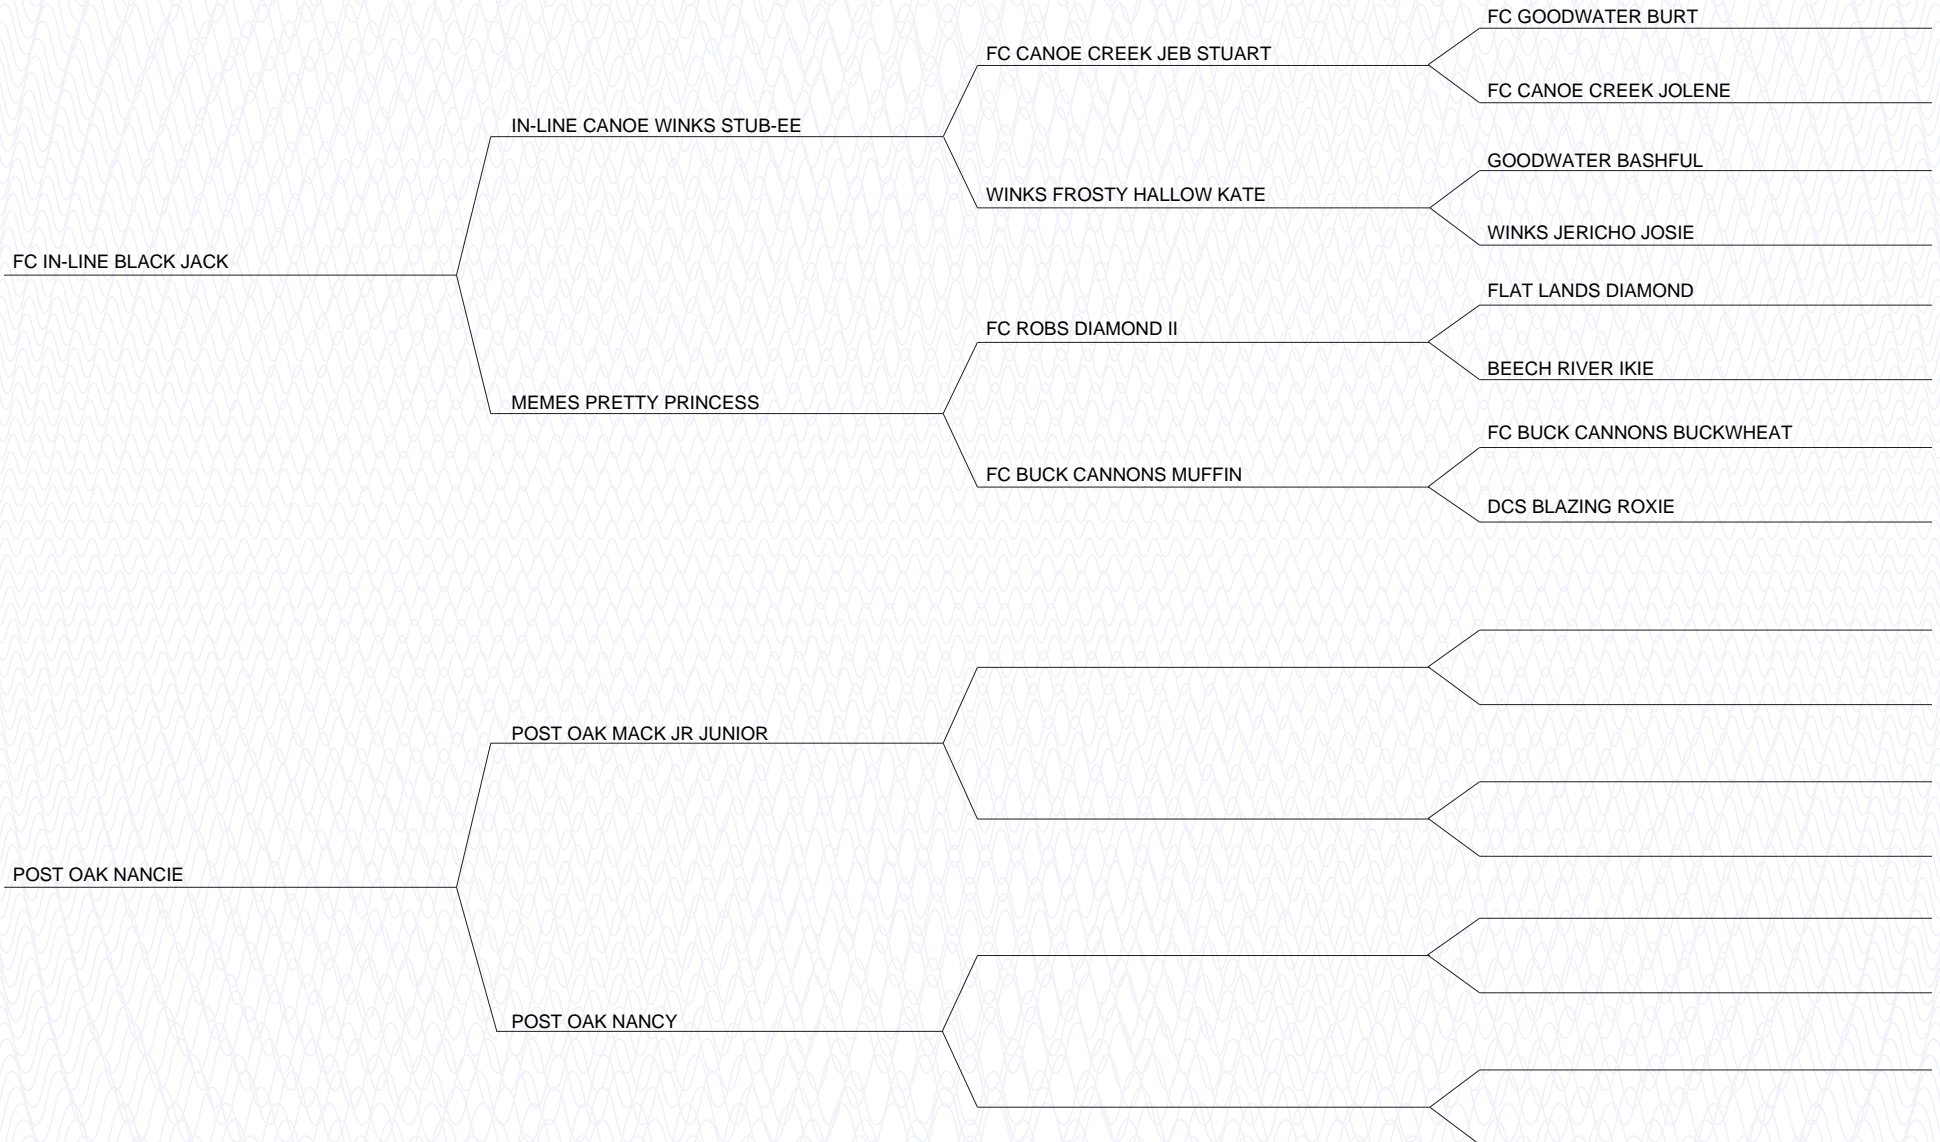 FC GOODWATER BURT
FC CANOE CREEK JEB STUART
FC CANOE CREEK JOLENE
IN-LINE CANOE WINKS STUB-EE
GOODWATER BASHFUL
WINKS FROSTY HALLOW KATE
WINKS JERICHO JOSIE
FC IN-LINE BLACK JACK
FLAT LANDS DIAMOND
FC ROBS DIAMOND II
BEECH RIVER IKIE
MEMES PRETTY PRINCESS
FC BUCK CANNONS BUCKWHEAT
FC BUCK CANNONS MUFFIN
DCS BLAZING ROXIE
POST OAK MACK JR JUNIOR
POST OAK NANCIE
POST OAK NANCY